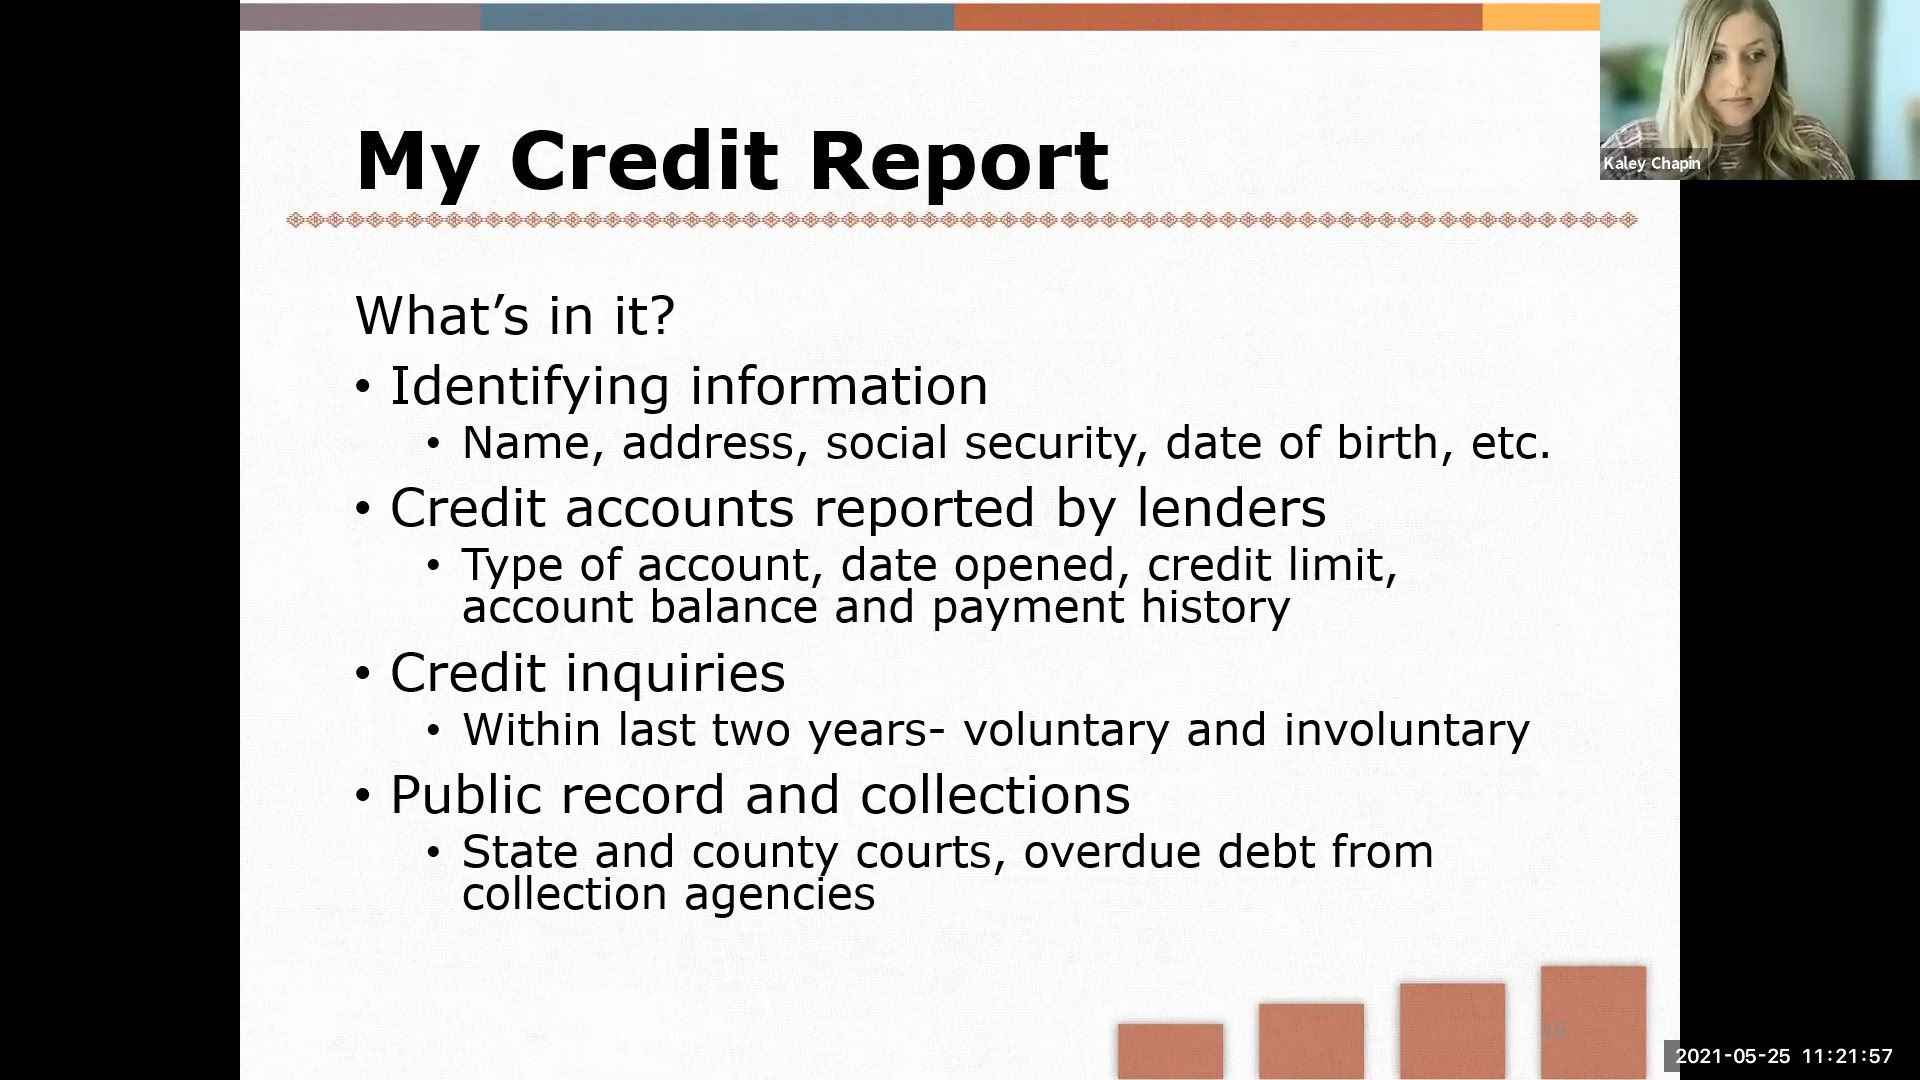 My Credit Report
Kaley Chapin
What’s in it?
• Identifying information
• Name, address, social security, date of birth, etc.
• Credit accounts reported by lenders
• Type of account, date opened, credit limit,
account balance and payment history
• Credit inquiries
• Within last two years- voluntary and involuntary
• Public record and collections
• State and county courts, overdue debt from
collection agencies
16
2021-05-25 11:21:57